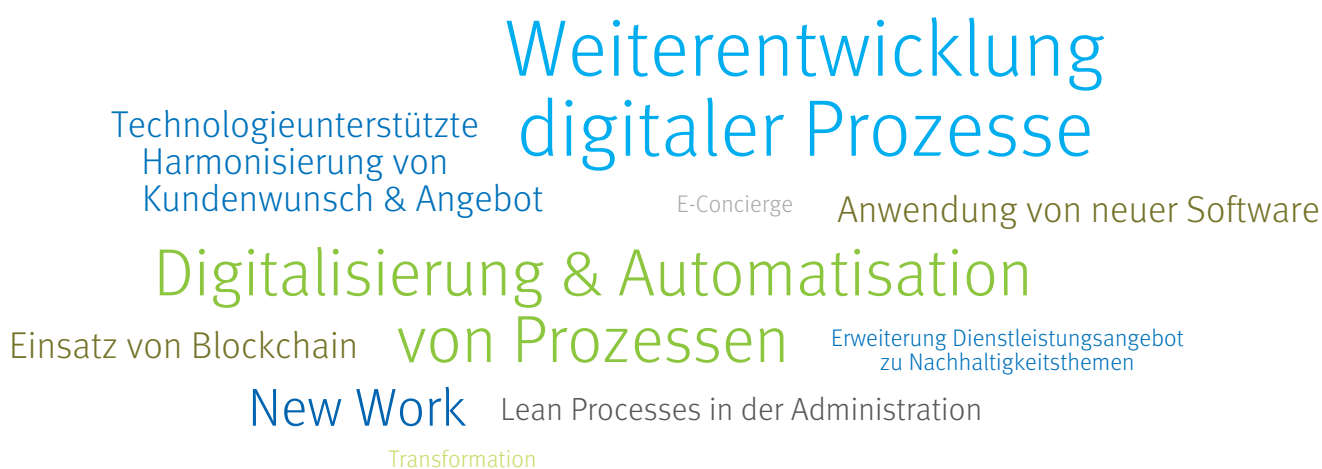 Weiterentwicklung
digitaler Prozesse
Technologieunterstützte
Harmonisierung von
Kundenwunsch & Angebot
E-Concierge
Anwendung von neuer Software
Digitalisierung & Automatisation
von Prozessen
Einsatz von Blockchain
Erweiterung Dienstleistungsangebot
zu Nachhaltigkeitsthemen
New Work
Lean Processes in der Administration
Transformation